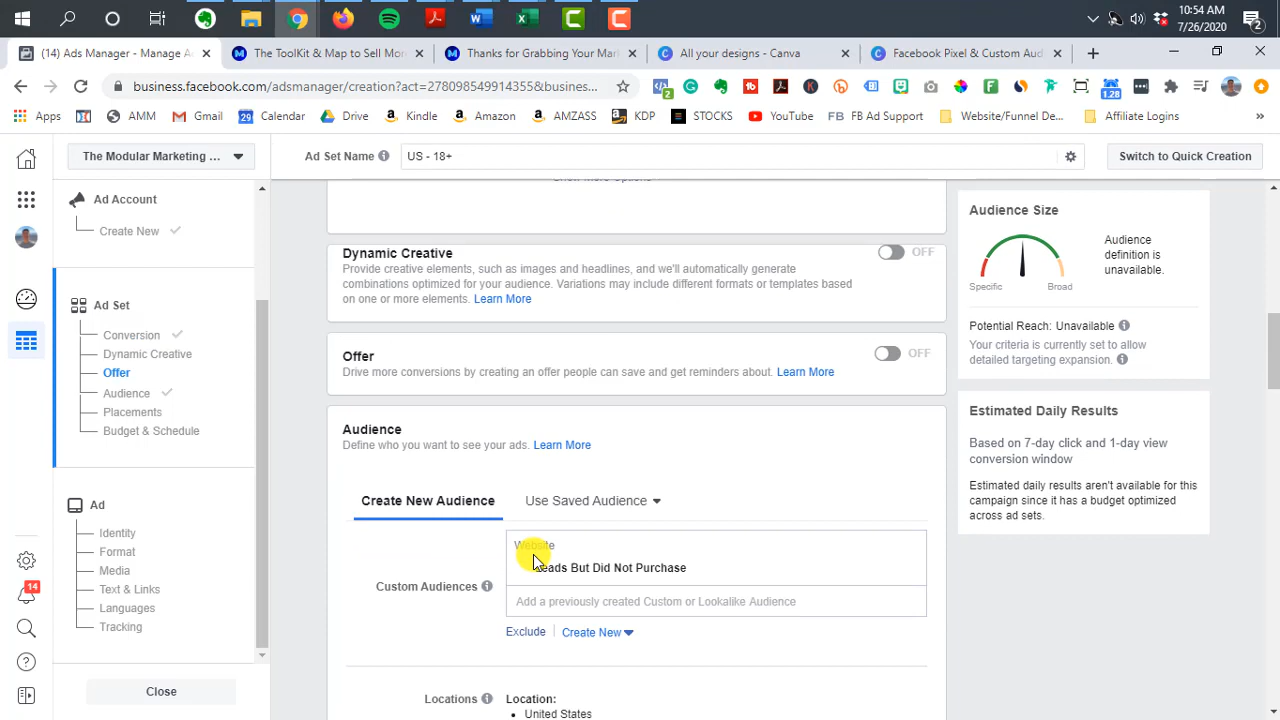 10:54 AM
7/26/2020
2
(14) Ads Manager - Manage Ad
The ToolKit & Map to Sell Mor
Thanks for Grabbing Your Mark
All your designs - Canva
Facebook Pixel & Custom Aud
business.facebook.com/adsmanager/creation?act=278098549914355&busines...
2
1.28
Apps
AMM
Gmail
Calendar
Drive
Kindle
Amazon
AMZASS
KDP
STOCKS
YouTube
FB Ad Support
Website/Funnel De...
Affiliate Links
The Modular Marketing ...
Ad Set Name
US - 18+
Switch to Quick Creation
Ad Account
Create New
Ad Set
Conversion
Dynamic Creative
Offer
Audience
Placements
Budget & Schedule
Ad
Identity
Format
Media
Text & Links
Languages
Tracking
Close
14
Show More Options
Dynamic Creative
OFF
Provide creative elements, such as images and headlines, and we'll automatically generate
combinations optimized for your audience. Variations may include different formats or templates based
on one or more elements. Learn More
Offer
OFF
Drive more conversions by creating an offer people can save and get reminders about. Learn More
Audience
Define who you want to see your ads. Learn More
Create New Audience
Use Saved Audience
Custom Audiences
Website
Leads But Did Not Purchase
Add a previously created Custom or Lookalike Audience
Exclude
Create New
Locations
Location:
United States
Audience Size
Specific
Broad
Audience
definition is
unavailable.
Potential Reach: Unavailable
Your criteria is currently set to allow
detailed targeting expansion.
Estimated Daily Results
Based on 7-day click and 1-day view
conversion window
Estimated daily results aren't available for this
campaign since it has a budget optimized
across ad sets.